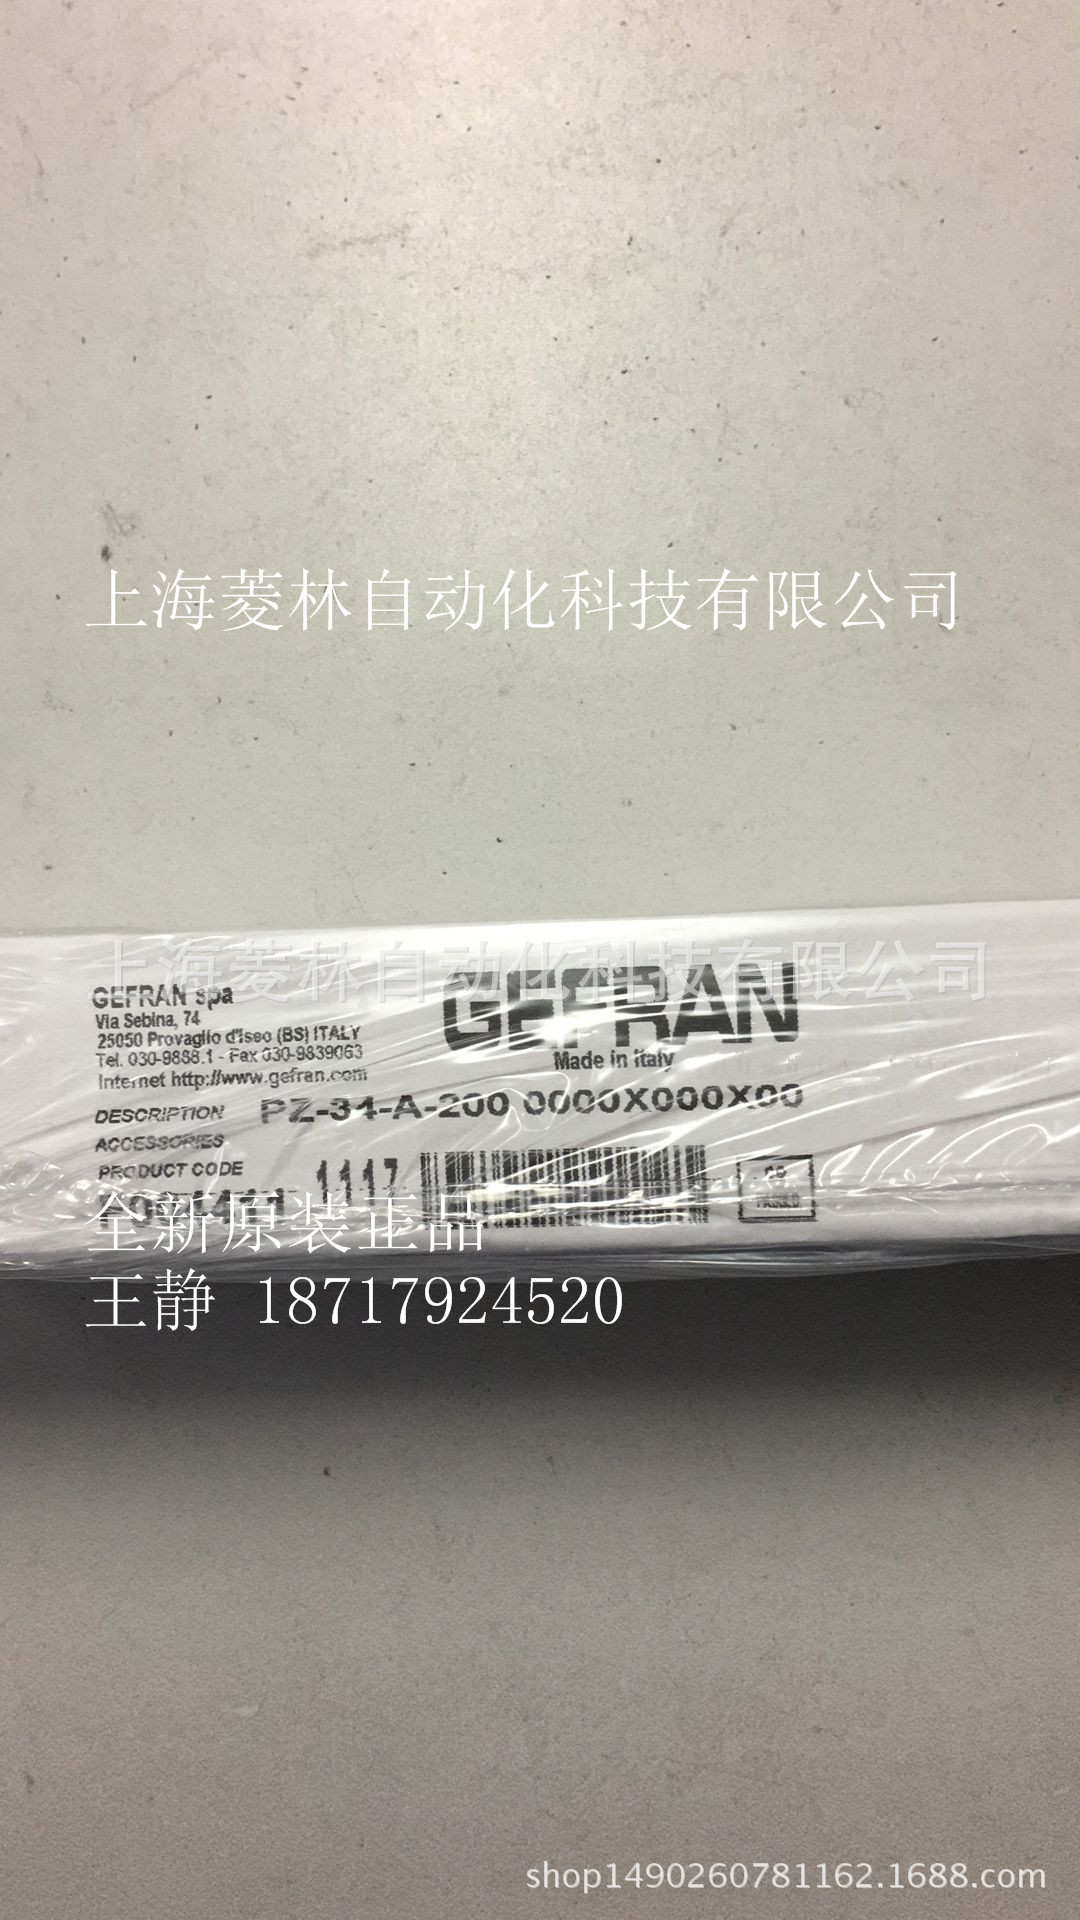 上海菱林自动化科技有限公司
上海菱林自动化科技有限公司
GEFRAN spa
Via Sebina, 74
25050 Provaglio d'Iseo (BS) ITALY
Tel. 030-9888.1 - Fax 030-9839063
Internet http://www.gefran.com
GEFRAN
Made in Italy
DESCRIPTION PZ-34-A-200 0000X000X00
ACCESSORIES
PRODUCT CODE 1117
全新原装正品
王静 18717924520
shop1490260781162.1688.com